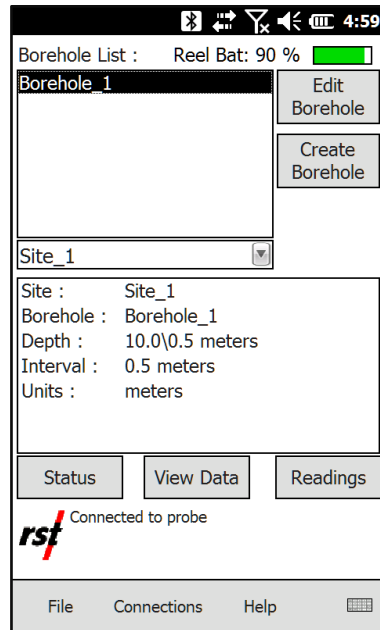 4:59
Borehole List : Reel Bat: 90 %
Borehole_1
Edit
Borehole
Create
Borehole
Site_1
Site : Site_1
Borehole : Borehole_1
Depth : 10.0\0.5 meters
Interval : 0.5 meters
Units : meters
Status View Data Readings
rst Connected to probe
File Connections Help